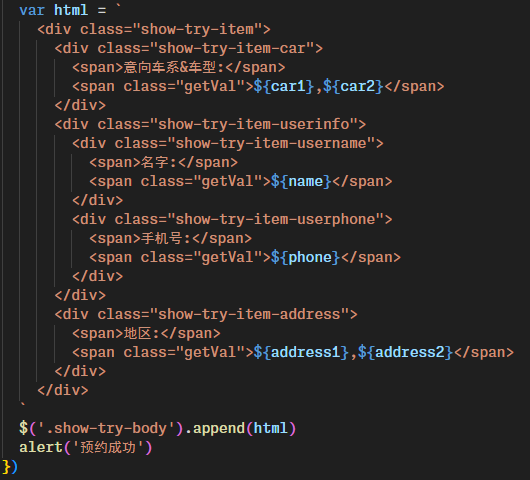 var html = `
<div class="show-try-item">
<div class="show-try-item-car">
<span>意向车系&车型:</span>
<span class="getVal">${car1},${car2}</span>
</div>
<div class="show-try-item-userinfo">
<div class="show-try-item-username">
<span>名字:</span>
<span class="getVal">${name}</span>
</div>
<div class="show-try-item-userphone">
<span>手机号:</span>
<span class="getVal">${phone}</span>
</div>
</div>
<div class="show-try-item-address">
<span>地区:</span>
<span class="getVal">${address1},${address2}</span>
</div>
</div>
`
$('.show-try-body').append(html)
alert('预约成功')
})